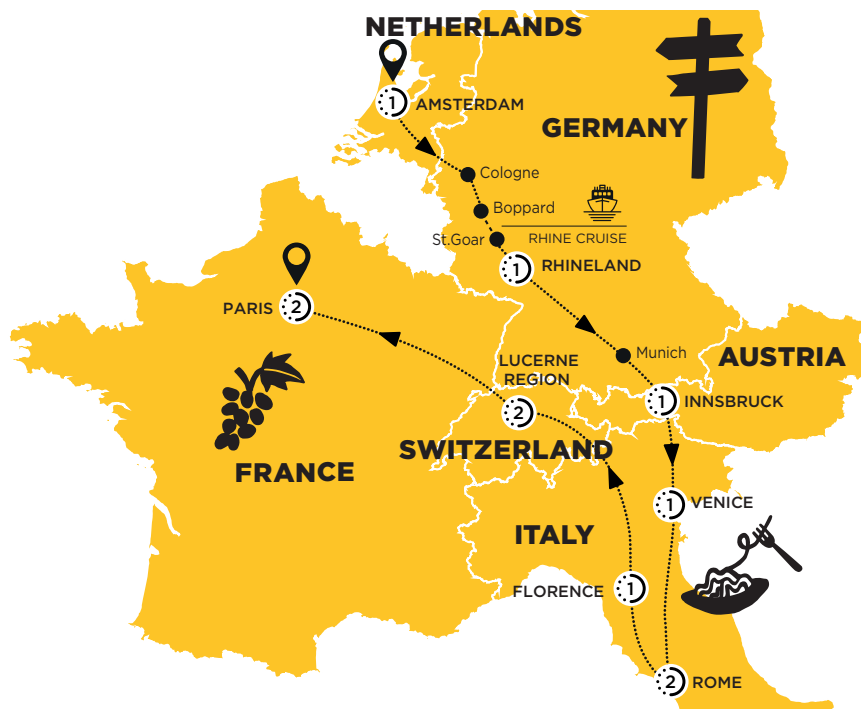 NETHERLANDS
1
AMSTERDAM
GERMANY
Cologne
Boppard
St.Goar
RHINE CRUISE
1
RHINELAND
PARIS
2
Munich
LUCERNE
REGION
AUSTRIA
2
1
INNSBRUCK
SWITZERLAND
FRANCE
1
VENICE
ITALY
FLORENCE
1
2
ROME